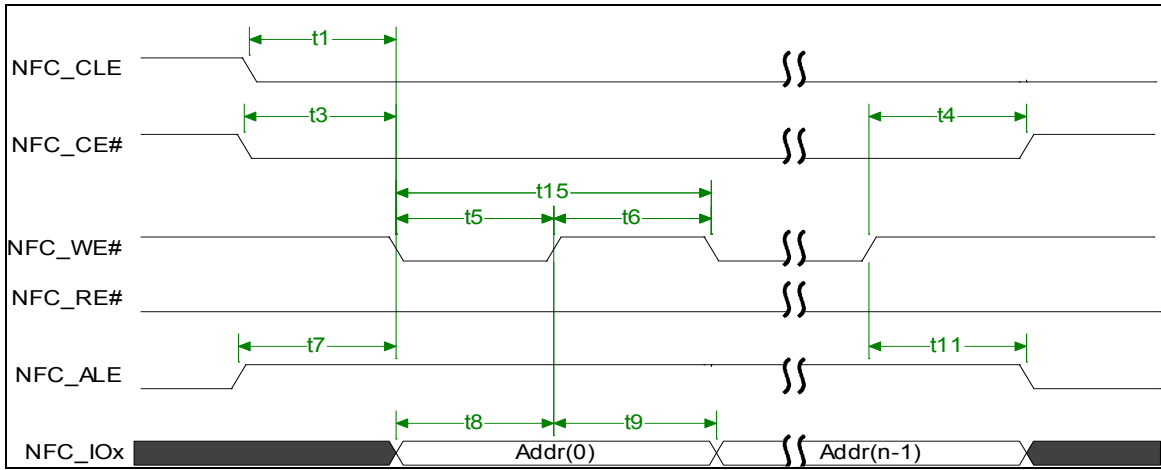 t1
NFC_CLE
t3
t4
NFC_CE#
t15
t5
t6
NFC_WE#
NFC_RE#
t7
t11
NFC_ALE
t8
t9
NFC_IOx
Addr(0)
Addr(n-1)